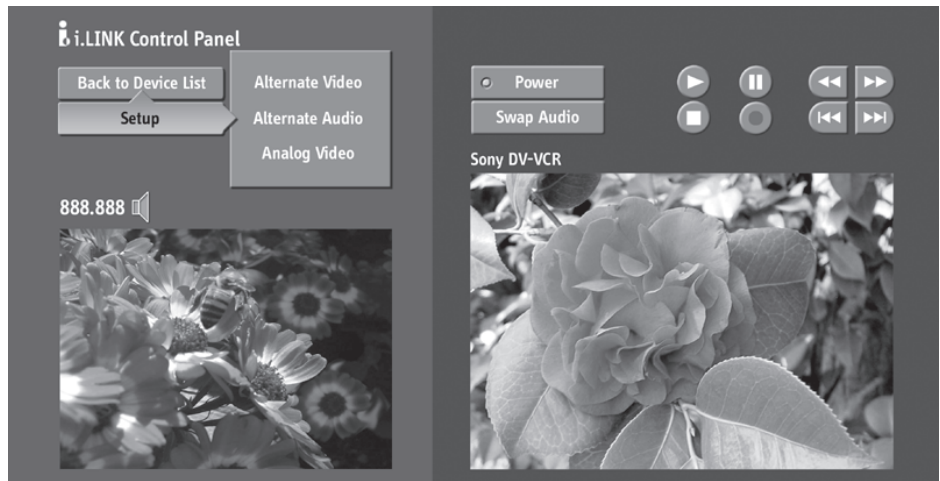 i.LINK Control Panel
Back to Device List
Setup
Alternate Video
Alternate Audio
Analog Video
888.888
Power
Swap Audio
Sony DV-VCR